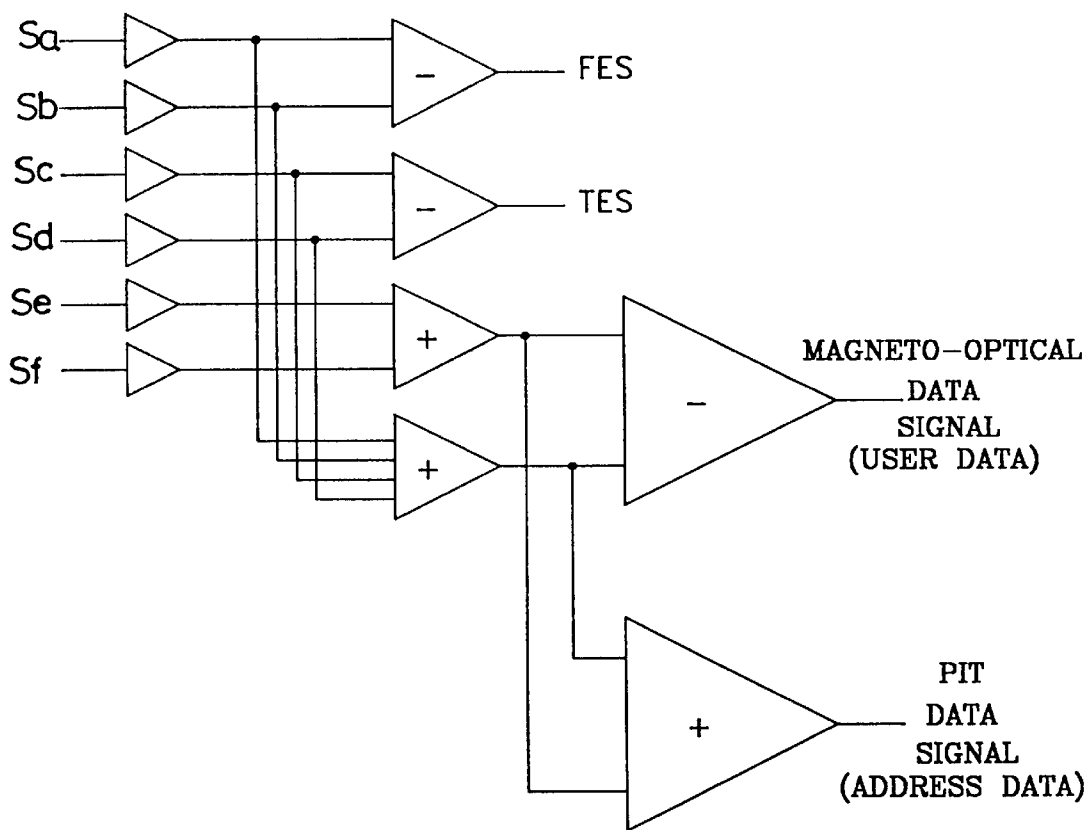 Sa
Sb
Sc
Sd
Se
Sf
-
FES
-
TES
+
+
-
MAGNETO-OPTICAL
DATA
SIGNAL
(USER DATA)
+
PIT
DATA
SIGNAL
(ADDRESS DATA)